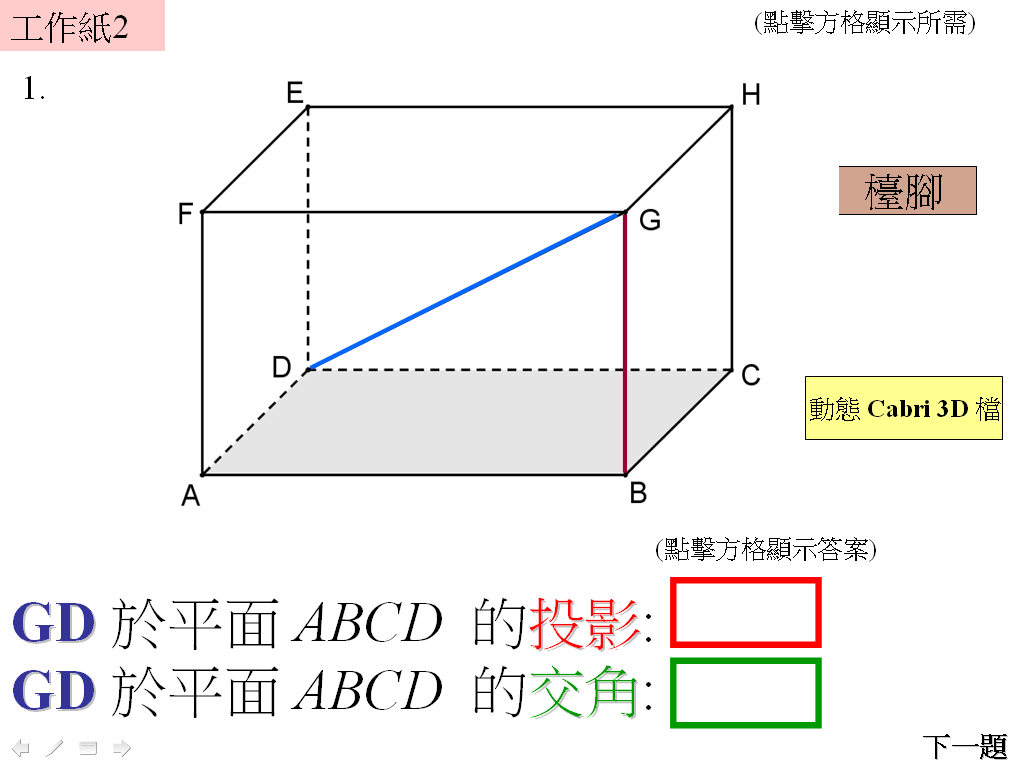 工作紙2
(點擊方格顯示所需)
1.
E
H
檯腳
F
G
D
C
動態 Cabri 3D 檔
A
B
(點擊方格顯示答案)
GD 於平面 ABCD 的投影:
GD 於平面 ABCD 的交角:
下一題